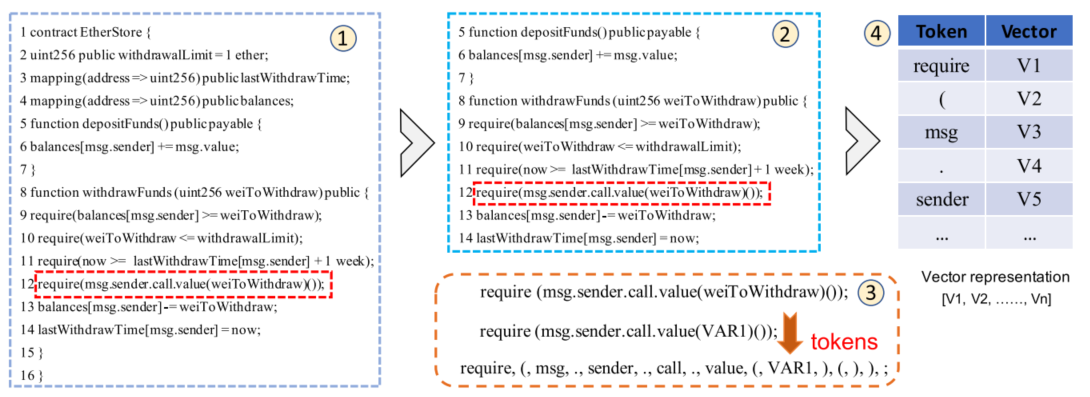 1
1 contract EtherStore {
2 uint256 public withdrawalLimit = 1 ether;
3 mapping(address => uint256) public lastWithdrawTime;
4 mapping(address => uint256) public balances;
5 function depositFunds() public payable {
6 balances[msg.sender] += msg.value;
7 }
8 function withdrawFunds (uint256 weiToWithdraw) public {
9 require(balances[msg.sender] >= weiToWithdraw);
10 require(weiToWithdraw <= withdrawalLimit);
11 require(now >= lastWithdrawTime[msg.sender] + 1 week);
12 require(msg.sender.call.value(weiToWithdraw)());
13 balances[msg.sender] -= weiToWithdraw;
14 lastWithdrawTime[msg.sender] = now;
15 }
16 }
2
5 function depositFunds() public payable {
6 balances[msg.sender] += msg.value;
7 }
8 function withdrawFunds (uint256 weiToWithdraw) public {
9 require(balances[msg.sender] >= weiToWithdraw);
10 require(weiToWithdraw <= withdrawalLimit);
11 require(now >= lastWithdrawTime[msg.sender] + 1 week);
12 require(msg.sender.call.value(weiToWithdraw)());
13 balances[msg.sender] -= weiToWithdraw;
14 lastWithdrawTime[msg.sender] = now;
3
require (msg.sender.call.value(weiToWithdraw)());
require (msg.sender.call.value(VAR1)());
tokens
require, (, msg, ., sender, ., call, ., value, (, VAR1, ), (, ), ), ;
4
Token Vector
require V1
( V2
msg V3
. V4
sender V5
... ...
Vector representation
[V1, V2, ……, Vn]